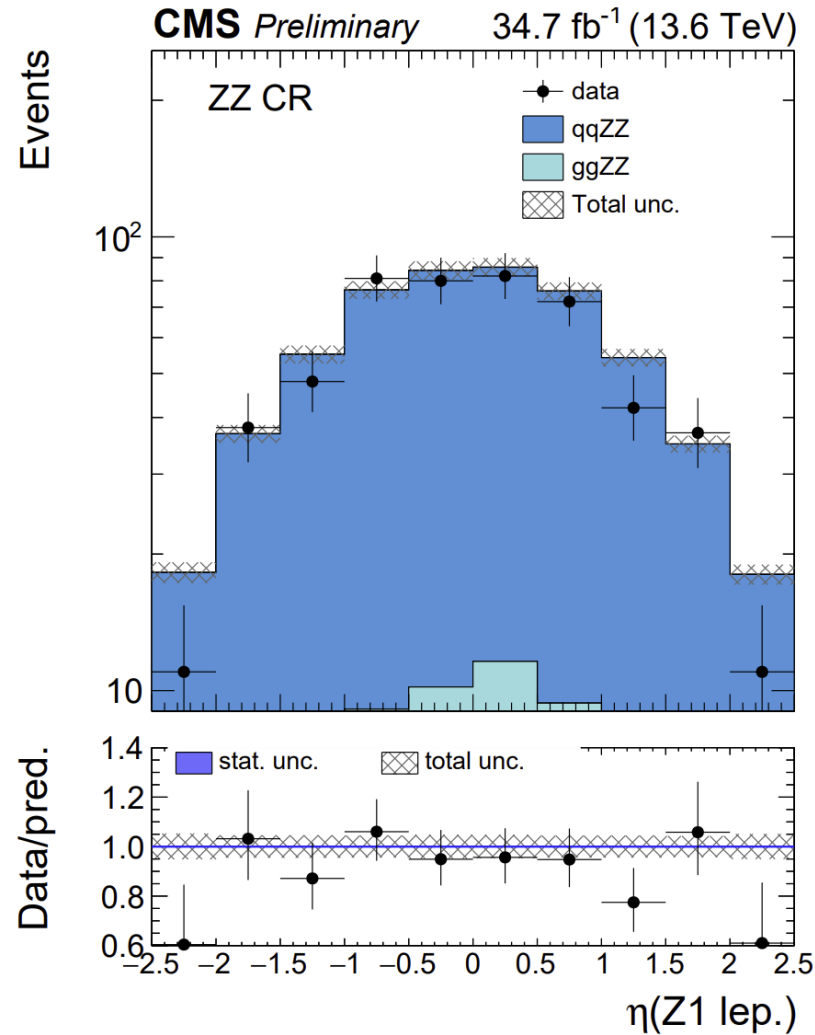 CMS Preliminary 34.7 fb⁻¹ (13.6 TeV)
Events
ZZ CR
data
qqZZ
ggZZ
Total unc.
10²
10
Data/pred.
stat. unc. total unc.
1.4
1.2
1.0
0.8
0.6
−2.5 −2 −1.5 −1 −0.5 0 0.5 1 1.5 2 2.5
η(Z1 lep.)